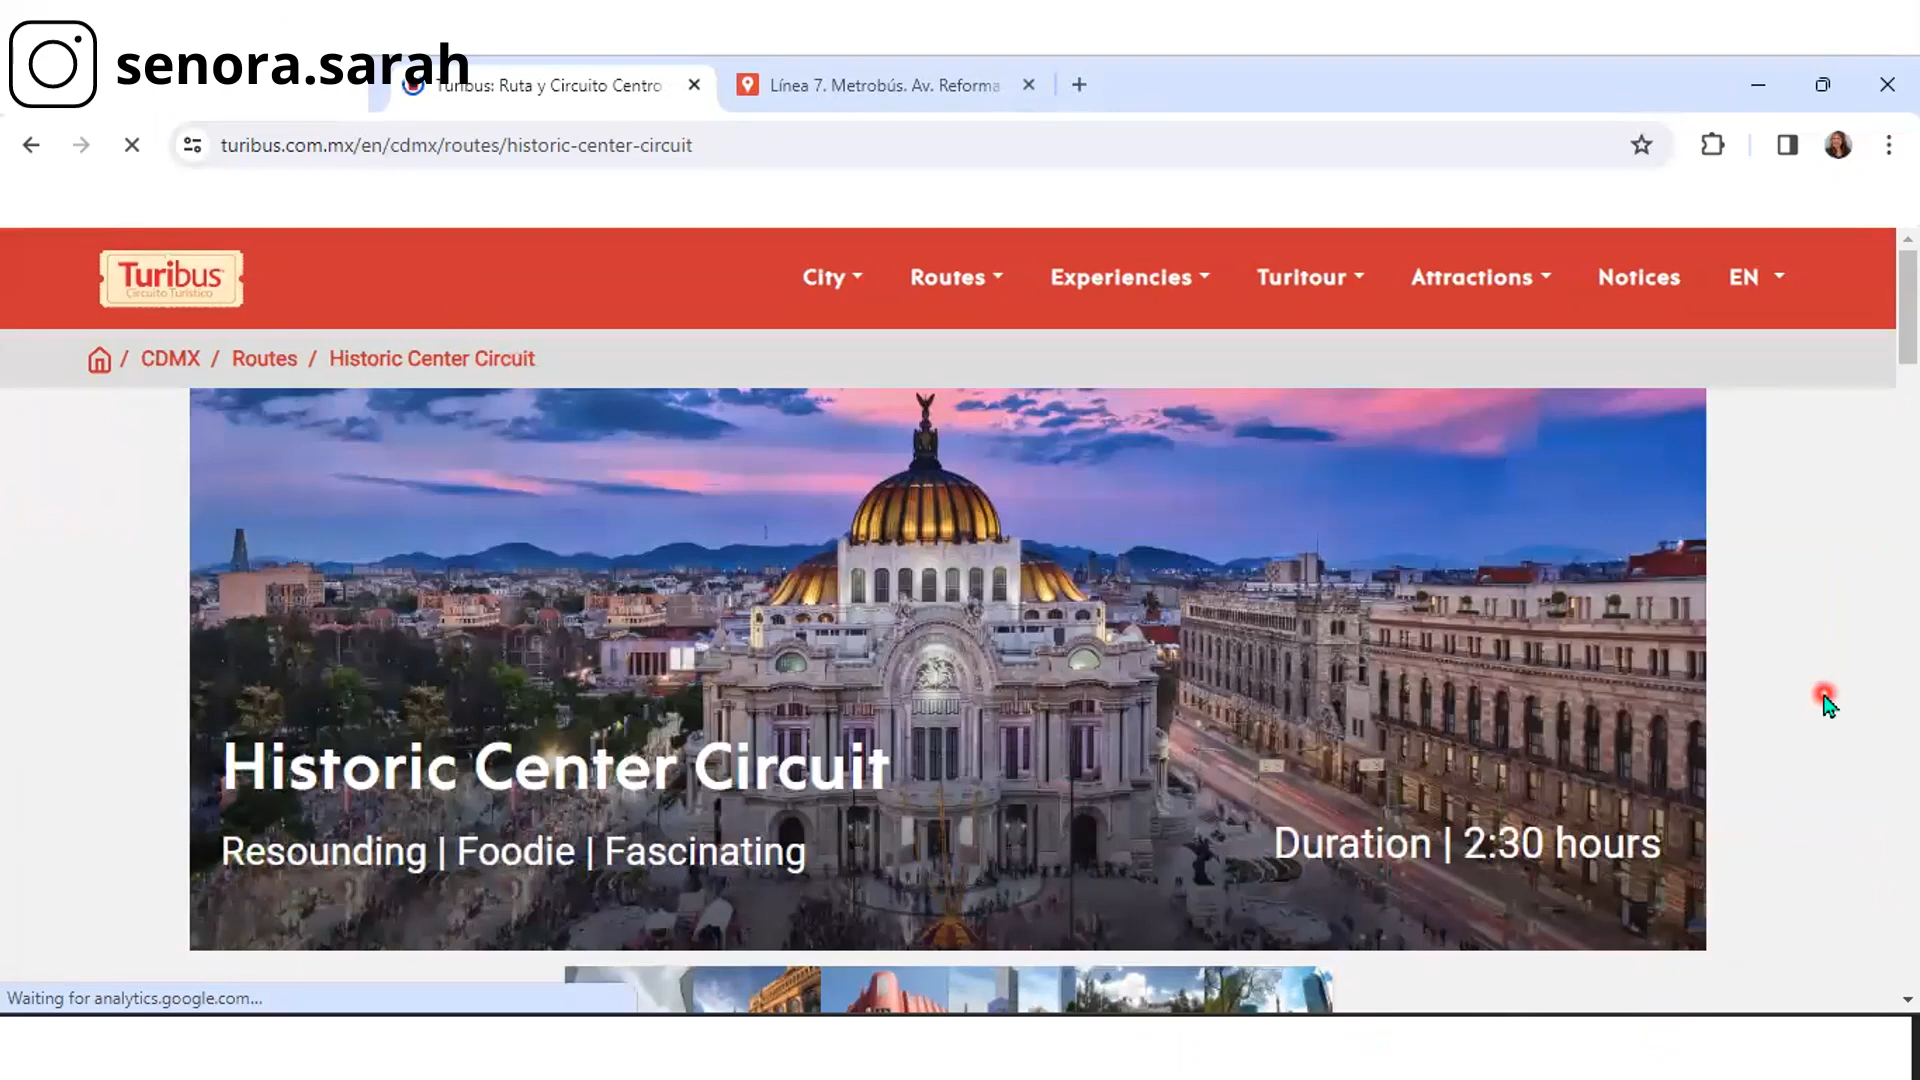 senora.sarah
Turibus: Ruta y Circuito Centro
Línea 7. Metrobús. Av. Reforma
turibus.com.mx/en/cdmx/routes/historic-center-circuit
Turibus
Circuito Turístico
City
Routes
Experiencies
Turitour
Attractions
Notices
EN
/ CDMX / Routes / Historic Center Circuit
Historic Center Circuit
Resounding | Foodie | Fascinating
Duration | 2:30 hours
Waiting for analytics.google.com...